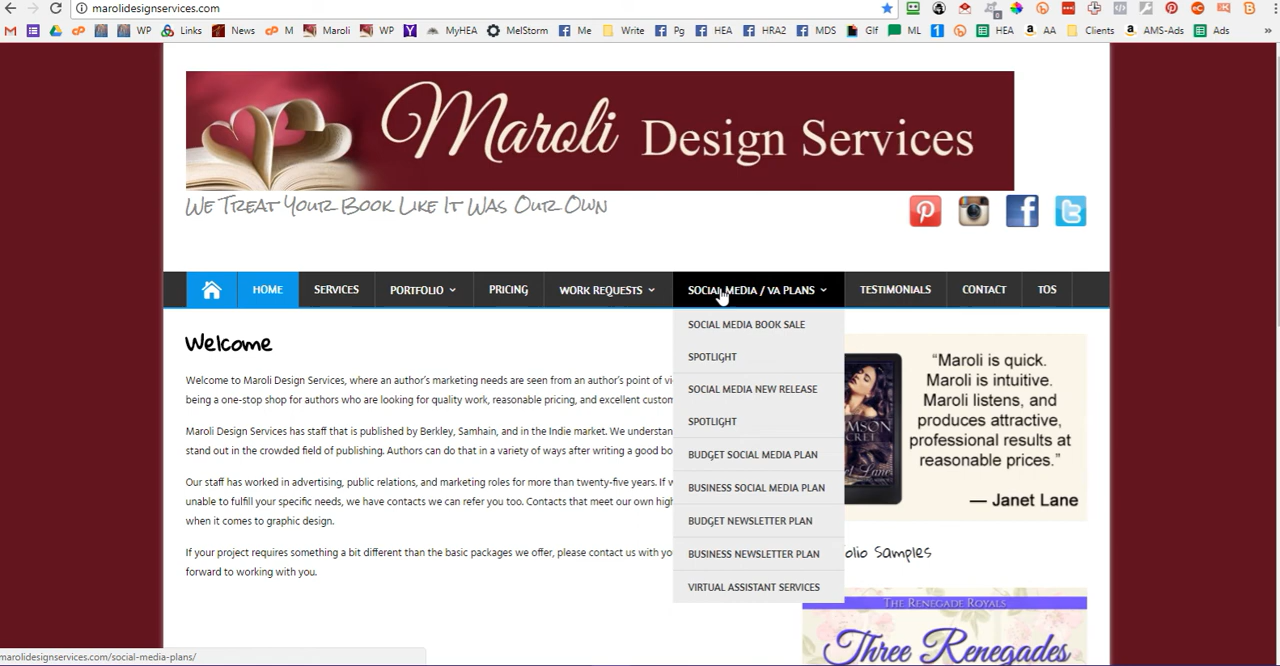 marolidesignservices.com
WP
Links
News
M
Maroli
WP
MyHEA
MelStorm
Me
Write
Pg
HEA
HRA2
MDS
Glf
ML
HEA
AA
Clients
AMS-Ads
Ads
»
Maroli Design Services
We Treat Your Book Like It Was Our Own
HOME
SERVICES
PORTFOLIO
PRICING
WORK REQUESTS
SOCIAL MEDIA / VA PLANS
TESTIMONIALS
CONTACT
TOS
SOCIAL MEDIA BOOK SALE
SPOTLIGHT
SOCIAL MEDIA NEW RELEASE
SPOTLIGHT
BUDGET SOCIAL MEDIA PLAN
BUSINESS SOCIAL MEDIA PLAN
BUDGET NEWSLETTER PLAN
BUSINESS NEWSLETTER PLAN
VIRTUAL ASSISTANT SERVICES
Welcome
Welcome to Maroli Design Services, where an author's marketing needs are seen from an author's point of vi
being a one-stop shop for authors who are looking for quality work, reasonable pricing, and excellent custom
Maroli Design Services has staff that is published by Berkley, Samhain, and in the Indie market. We understan
stand out in the crowded field of publishing. Authors can do that in a variety of ways after writing a good bo
Our staff has worked in advertising, public relations, and marketing roles for more than twenty-five years. If w
unable to fulfill your specific needs, we have contacts we can refer you too. Contacts that meet our own high
when it comes to graphic design.
If your project requires something a bit different than the basic packages we offer, please contact us with you
forward to working with you.
"Maroli is quick.
Maroli is intuitive.
Maroli listens, and
produces attractive,
professional results at
reasonable prices."
— Janet Lane
folio Samples
THE RENEGADE ROYALS
Three Renegades
marolidesignservices.com/social-media-plans/